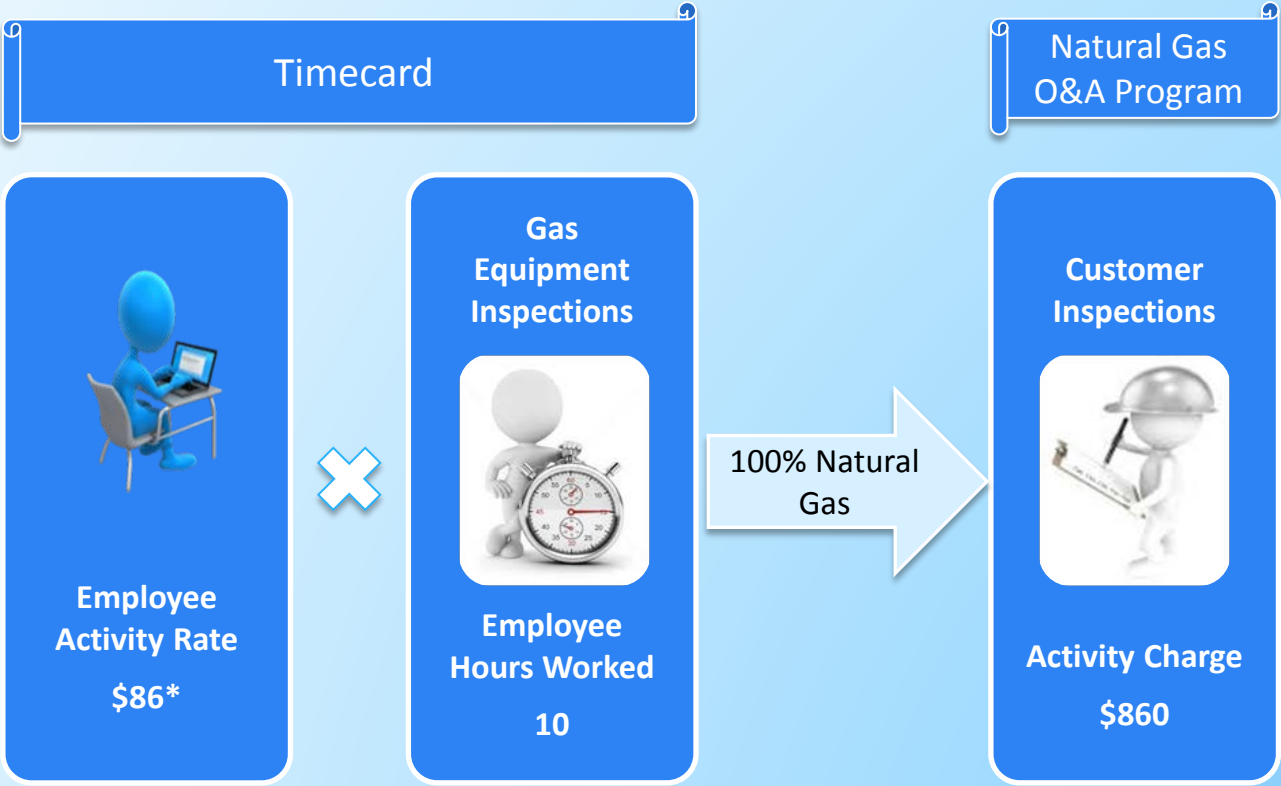 Timecard
Natural Gas
O&A Program
Employee
Activity Rate
$86*
Gas
Equipment
Inspections
Employee
Hours Worked
10
100% Natural
Gas
Customer
Inspections
Activity Charge
$860